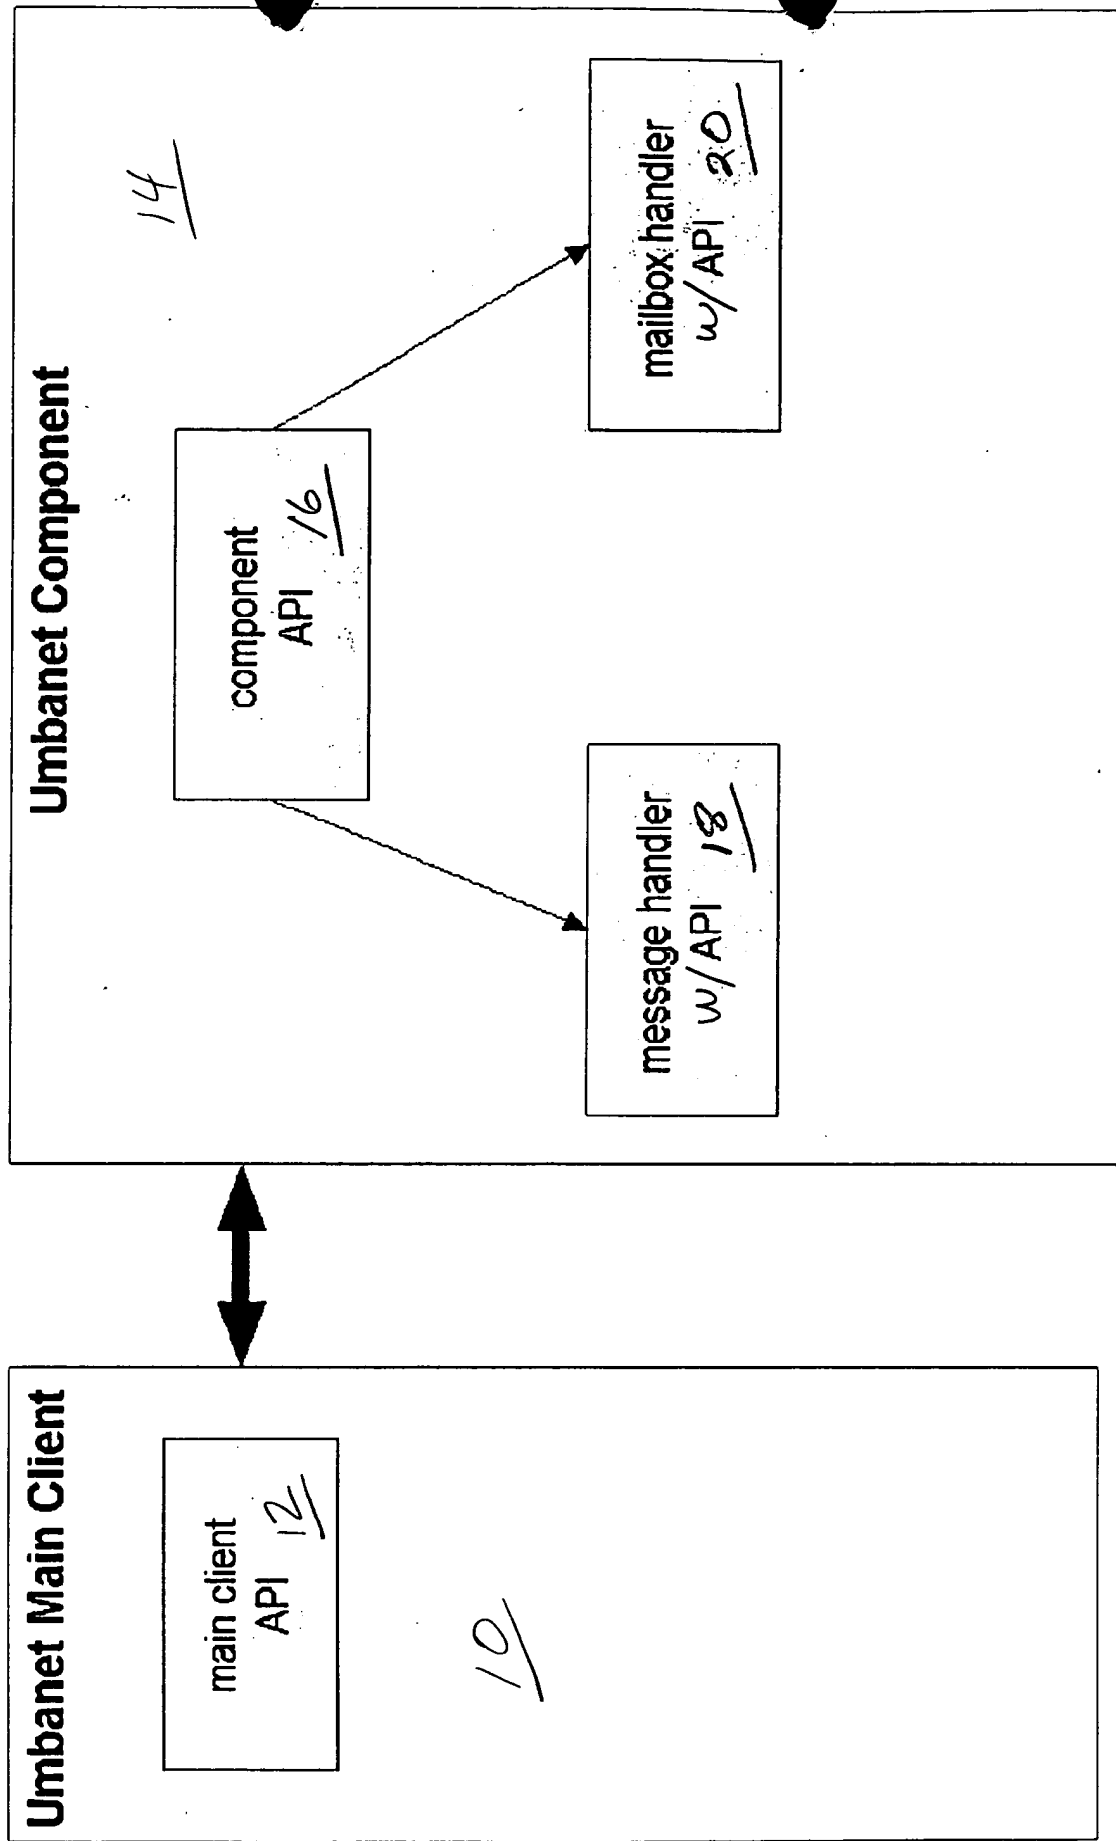 Umbanet Main Client
main client
API 12
10
Umbanet Component
14
component
API 16
message handler
w/API 18
mailbox handler
w/API 20